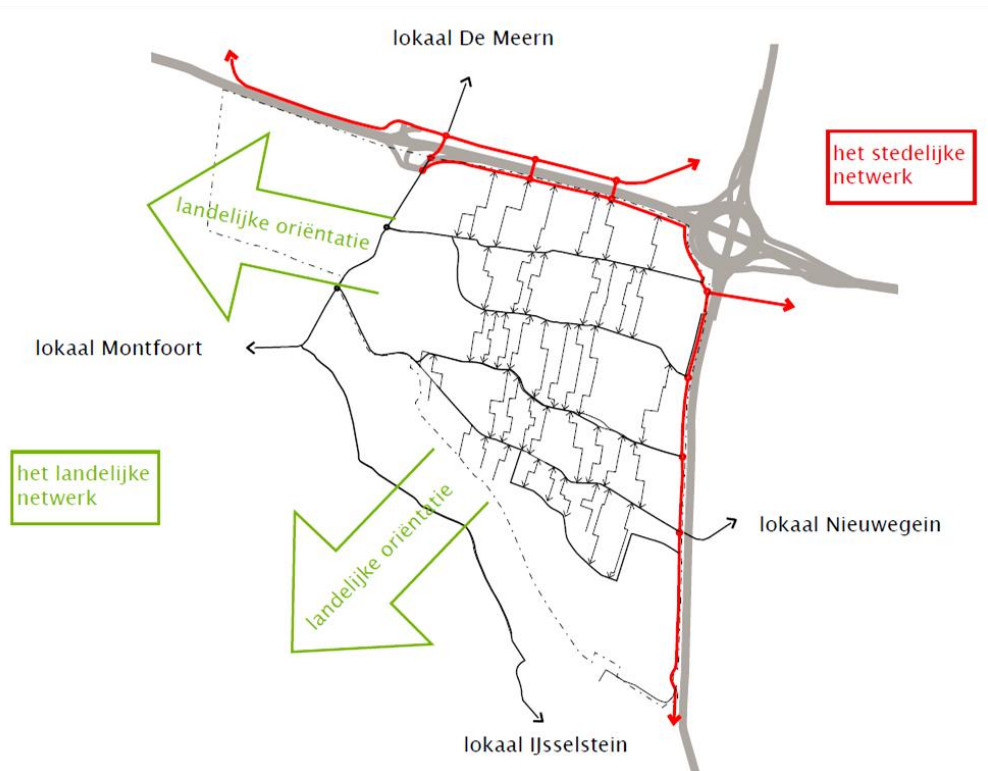 lokaal De Meern
het stedelijke
netwerk
landelijke oriëntatie
lokaal Montfoort
het landelijke
netwerk
landelijke oriëntatie
lokaal Nieuwegein
lokaal IJsselstein